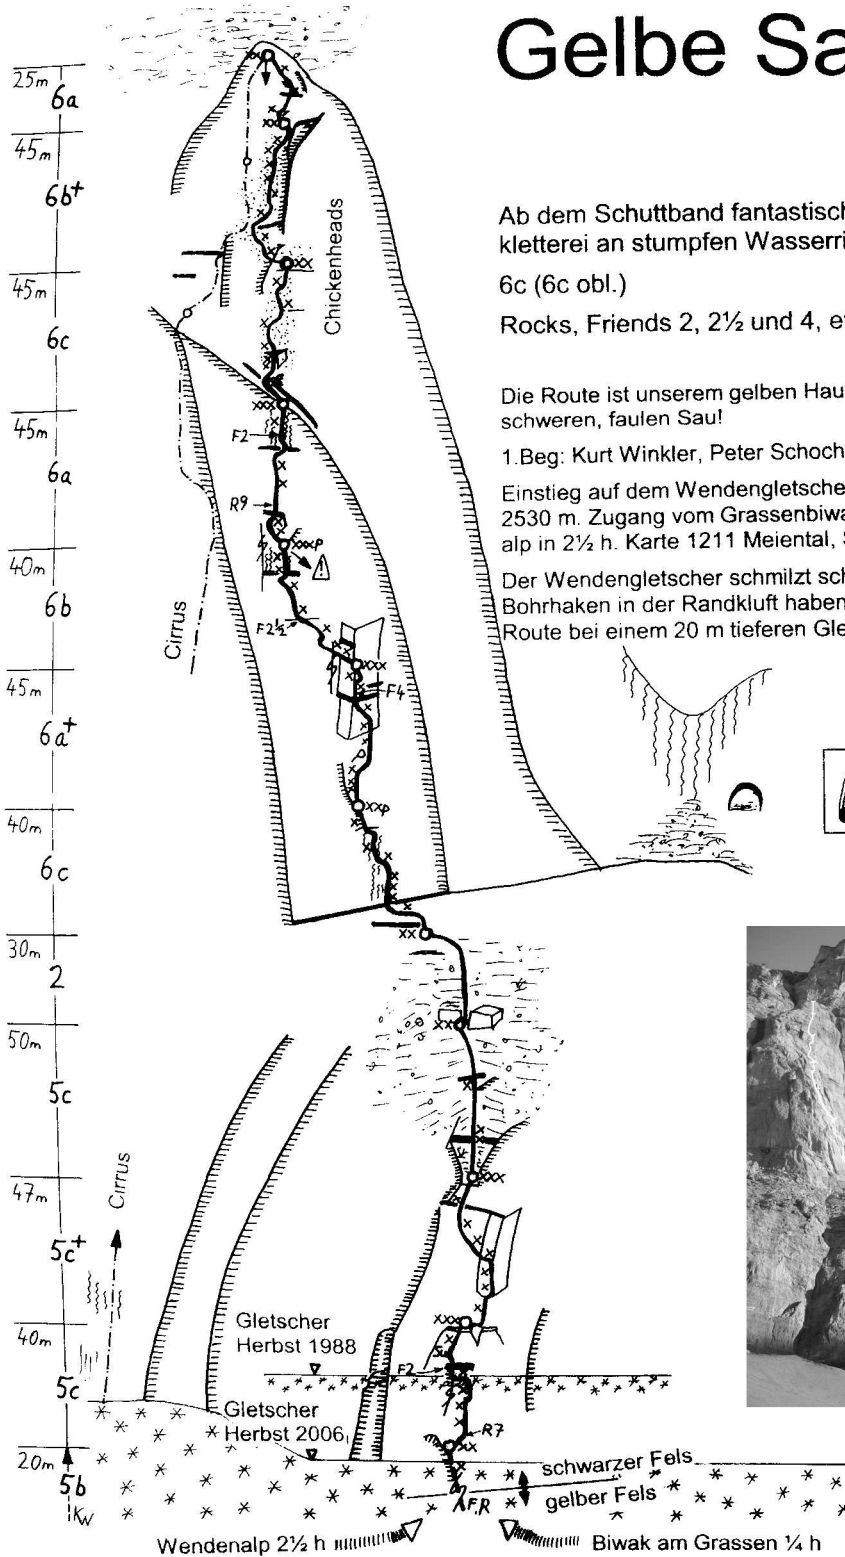 Gelbe Sa
Ab dem Schuttband fantastisch
kletterei an stumpfen Wasserri
6c (6c obl.)
Rocks, Friends 2, 2½ und 4, e
Die Route ist unserem gelben Hau
schweren, faulen Sau!
1.Beg: Kurt Winkler, Peter Schoch
Einstieg auf dem Wendengletsche
2530 m. Zugang vom Grassenbiwa
alp in 2½ h. Karte 1211 Meiental, S
Der Wendengletscher schmilzt sch
Bohrhaken in der Randkluft haben
Route bei einem 20 m tieferen Gle
25m
6a
45m
6b+
Chickenheads
45m
6c
45m
F2
6a
R9
40m
6b
F2½
Cirrus
45m
F4
6a+
40m
6c
30m
2
50m
5c
47m
Cirrus
5c+
Gletscher
Herbst 1988
40m
F2
5c
Gletscher
Herbst 2006
R7
20m
5b
schwarzer Fels
gelber Fels
KW
F,R
Wendenalp 2½ h
Biwak am Grassen ¼ h